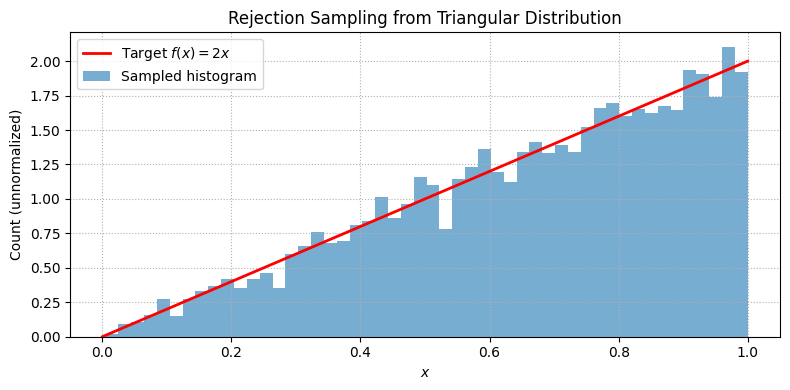 Rejection Sampling from Triangular Distribution
Target f(x) = 2x
Sampled histogram
Count (unnormalized)
2.00
1.75
1.50
1.25
1.00
0.75
0.50
0.25
0.00
0.0 0.2 0.4 0.6 0.8 1.0
x